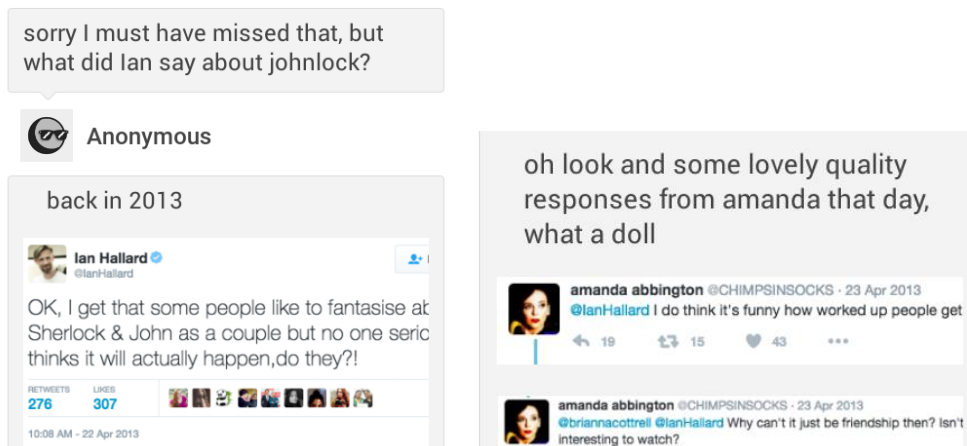 sorry I must have missed that, but
what did Ian say about johnlock?
Anonymous
back in 2013
Ian Hallard
@IanHallard
OK, I get that some people like to fantasise ab
Sherlock & John as a couple but no one serio
thinks it will actually happen,do they?!
RETWEETS LIKES
276 307
10:08 AM - 22 Apr 2013
oh look and some lovely quality
responses from amanda that day,
what a doll
amanda abbington @CHIMPSINSOCKS · 23 Apr 2013
@IanHallard I do think it's funny how worked up people get
19 15 43
amanda abbington @CHIMPSINSOCKS · 23 Apr 2013
@briannacottrell @IanHallard Why can't it just be friendship then? Isn't
interesting to watch?